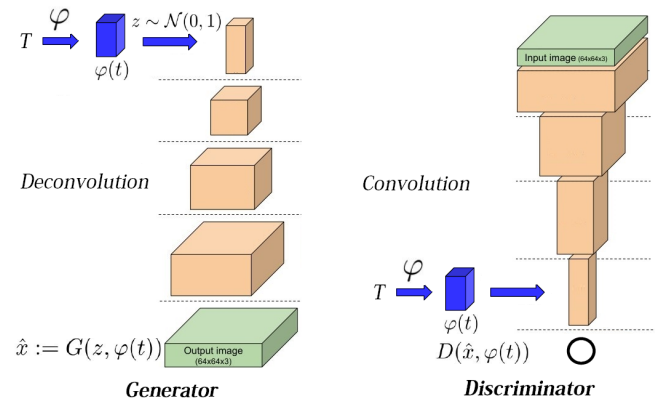 T φ z ∼ N(0, 1)
φ(t)
Deconvolution
x̂ := G(z, φ(t))
Output image
(64x64x3)
Generator
Input image (64x64x3)
Convolution
T φ
φ(t)
D(x̂, φ(t))
Discriminator